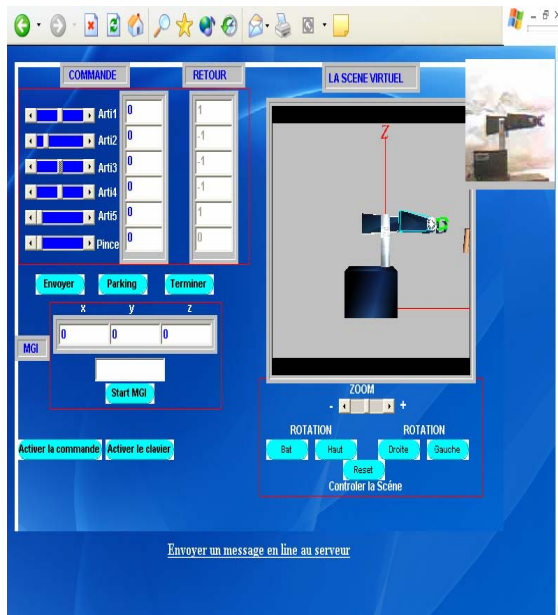 COMMANDE
RETOUR
LA SCENE VIRTUEL
Arti1 0 1
Arti2 0 -1
Arti3 0 -1
Arti4 0 -1
Arti5 0 1
Pince 0 0
Z
Envoyer Parking Terminer
x y z
MGI 0 0 0
Start MGI
ZOOM
- +
ROTATION ROTATION
Bat Haut Droite Gauche
Reset
Controler la Scéne
Activer la commande Activer le clavier
Envoyer un message en line au serveur